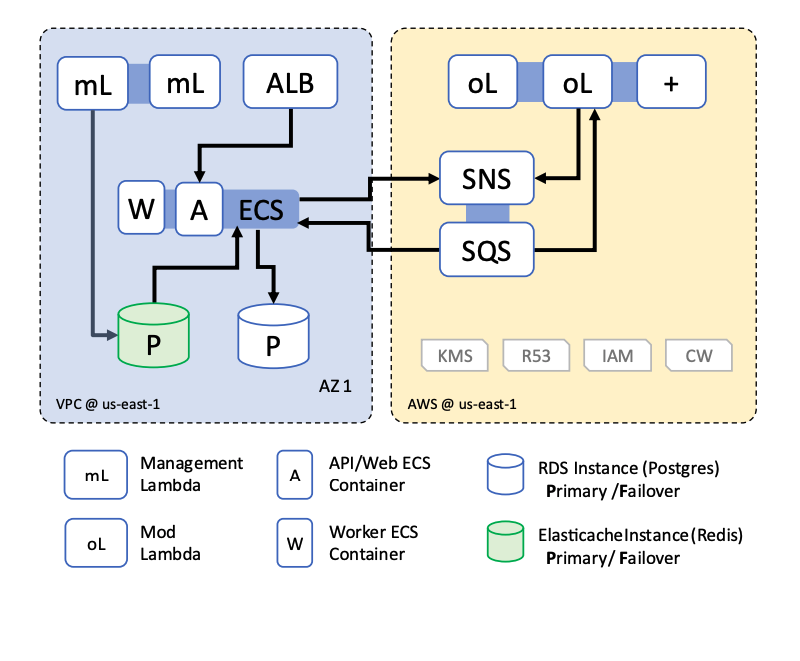 mL
mL
ALB
oL
oL
+
W
A
ECS
SNS
SQS
P
P
AZ 1
VPC @ us-east-1
KMS
R53
IAM
CW
AWS @ us-east-1
mL
Management
Lambda
A
API/Web ECS
Container
RDS Instance (Postgres)
Primary /Failover
oL
Mod
Lambda
W
Worker ECS
Container
Elasticache Instance (Redis)
Primary/ Failover